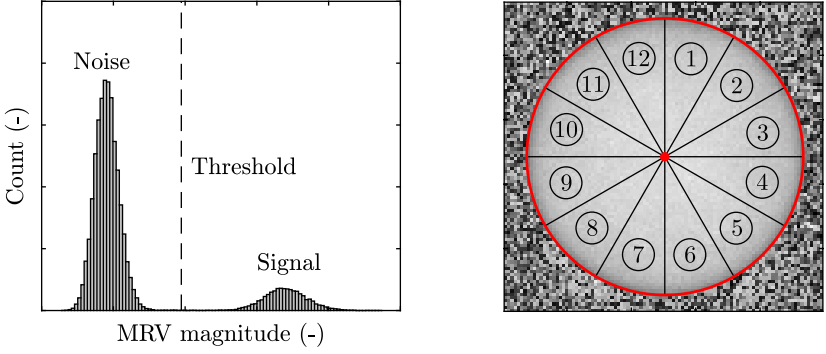 Noise
Threshold
Signal
Count (-)
MRV magnitude (-)
12 1
11 2
10 3
9 4
8 5
7 6